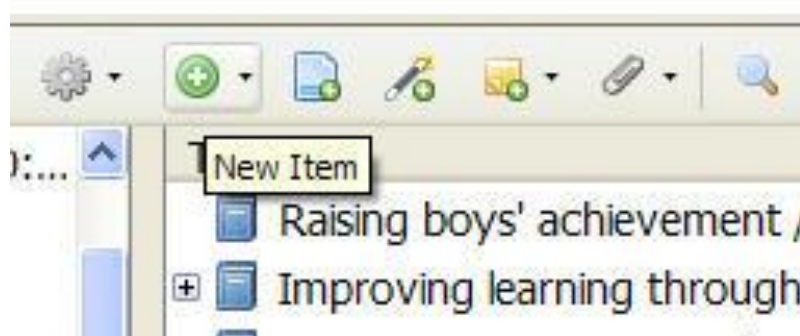 ):...
New Item
Raising boys' achievement /
Improving learning through